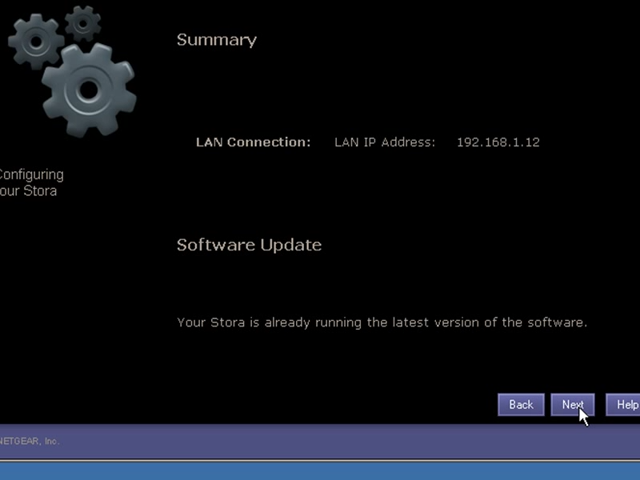 Summary
LAN Connection: LAN IP Address: 192.168.1.12
onfiguring
our Stora
Software Update
Your Stora is already running the latest version of the software.
Back Next Help
NETGEAR, Inc.